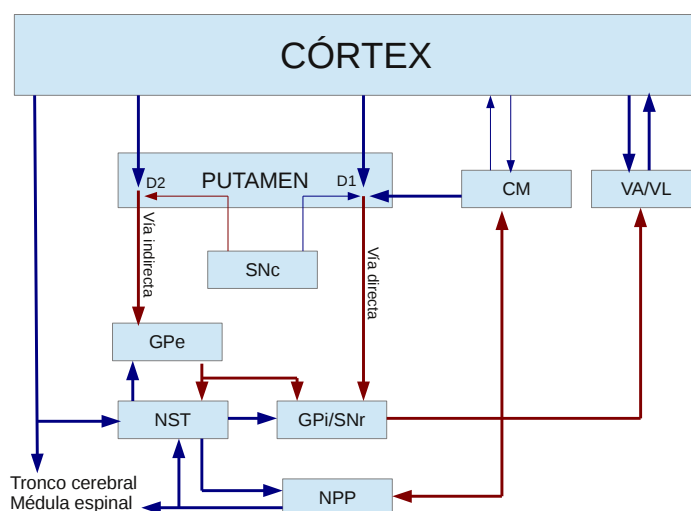 CÓRTEX
D2
PUTAMEN
D1
CM
VA/VL
Vía indirecta
SNc
Vía directa
GPe
NST
GPi/SNr
Tronco cerebral
Médula espinal
NPP